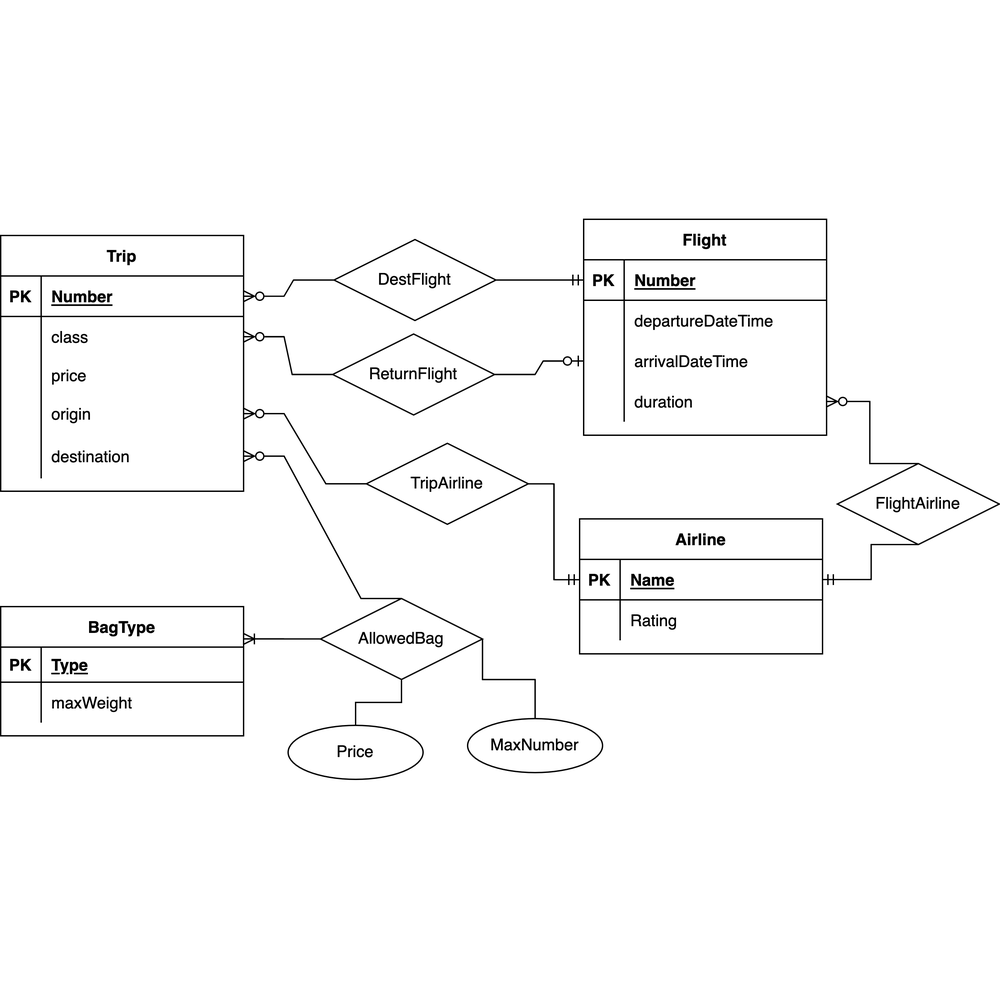 Trip
PK Number
class
price
origin
destination
DestFlight
ReturnFlight
Flight
PK Number
departureDateTime
arrivalDateTime
duration
TripAirline
FlightAirline
Airline
PK Name
Rating
BagType
PK Type
maxWeight
AllowedBag
Price
MaxNumber